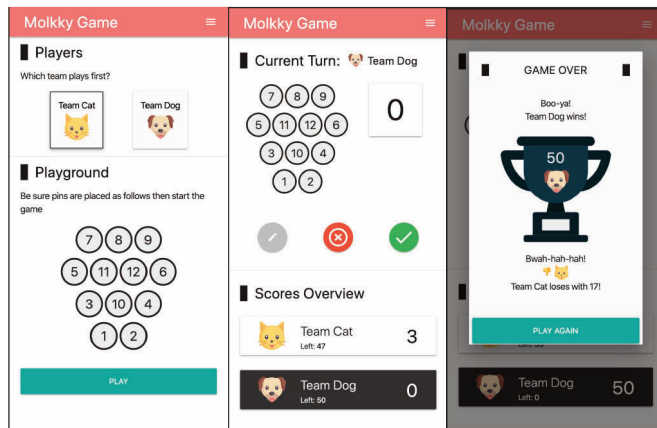 Molkky Game
Players
Which team plays first?
Team Cat
Team Dog
Playground
Be sure pins are placed as follows then start the
game
7 8 9
5 11 12 6
3 10 4
1 2
PLAY
Molkky Game
Current Turn: Team Dog
7 8 9
5 11 12 6
3 10 4
1 2
0
Scores Overview
Team Cat
Left: 47
3
Team Dog
Left: 50
0
Molkky Game
GAME OVER
Boo-ya!
Team Dog wins!
50
Bwah-hah-hah!
Team Cat loses with 17!
PLAY AGAIN
Team Dog
Left: 0
50